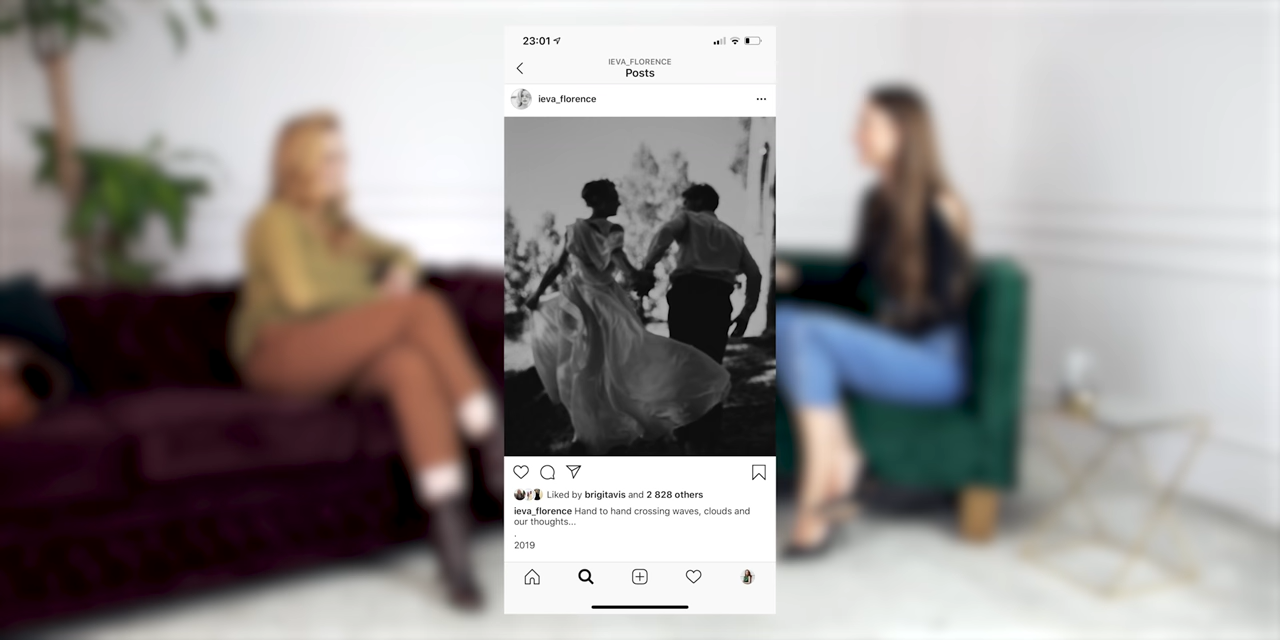 23:01
IEVA_FLORENCE
Posts
ieva_florence
Liked by brigitavis and 2 828 others
ieva_florence Hand to hand crossing waves, clouds and
our thoughts...
.
2019